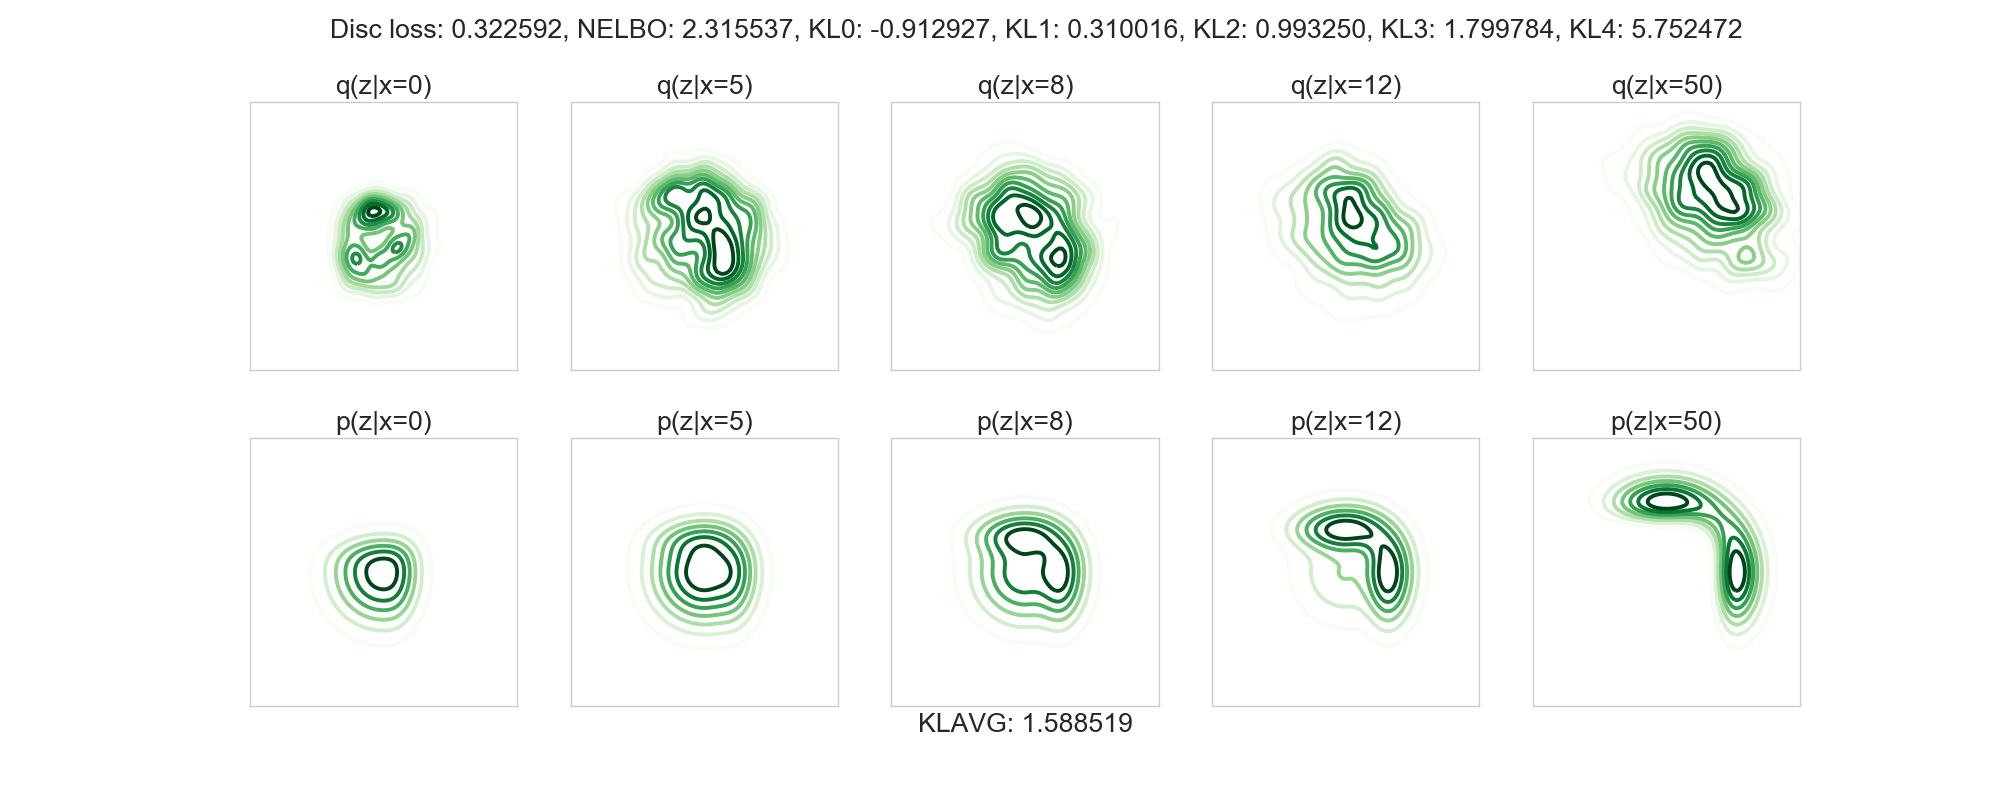 Disc loss: 0.322592, NELBO: 2.315537, KL0: -0.912927, KL1: 0.310016, KL2: 0.993250, KL3: 1.799784, KL4: 5.752472
q(z|x=0) q(z|x=5) q(z|x=8) q(z|x=12) q(z|x=50)
p(z|x=0) p(z|x=5) p(z|x=8) p(z|x=12) p(z|x=50)
KLAVG: 1.588519